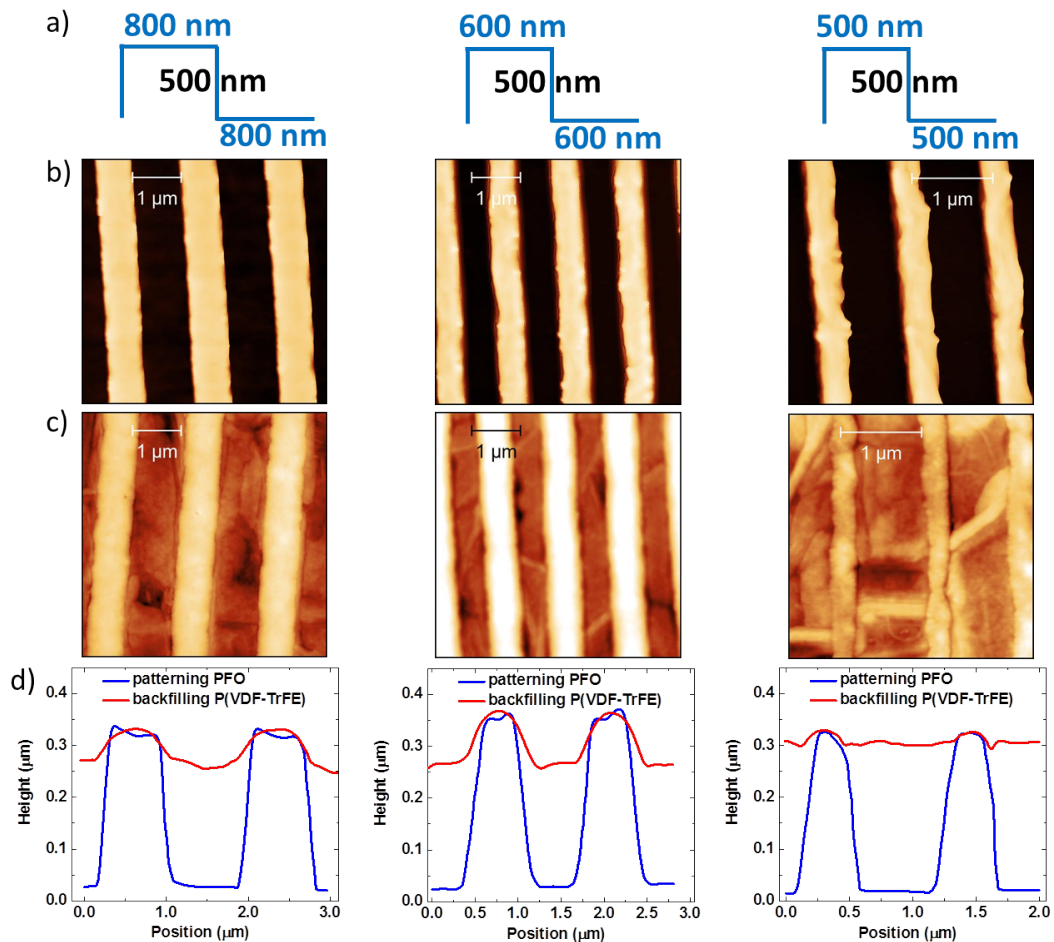 a)
800 nm
500 nm
800 nm
600 nm
500 nm
600 nm
500 nm
500 nm
500 nm
b)
1 µm
1 µm
1 µm
c)
1 µm
1 µm
1 µm
d)
patterning PFO
backfilling P(VDF-TrFE)
Height (µm)
0.4
0.3
0.2
0.1
0.0
0.0 0.5 1.0 1.5 2.0 2.5 3.0
Position (µm)
patterning PFO
backfilling P(VDF-TrFE)
Height (µm)
0.4
0.3
0.2
0.1
0.0
0.0 0.5 1.0 1.5 2.0 2.5 3.0
Position (µm)
patterning PFO
backfilling P(VDF-TrFE)
Height (µm)
0.4
0.3
0.2
0.1
0.0
0.0 0.5 1.0 1.5 2.0
Position (µm)